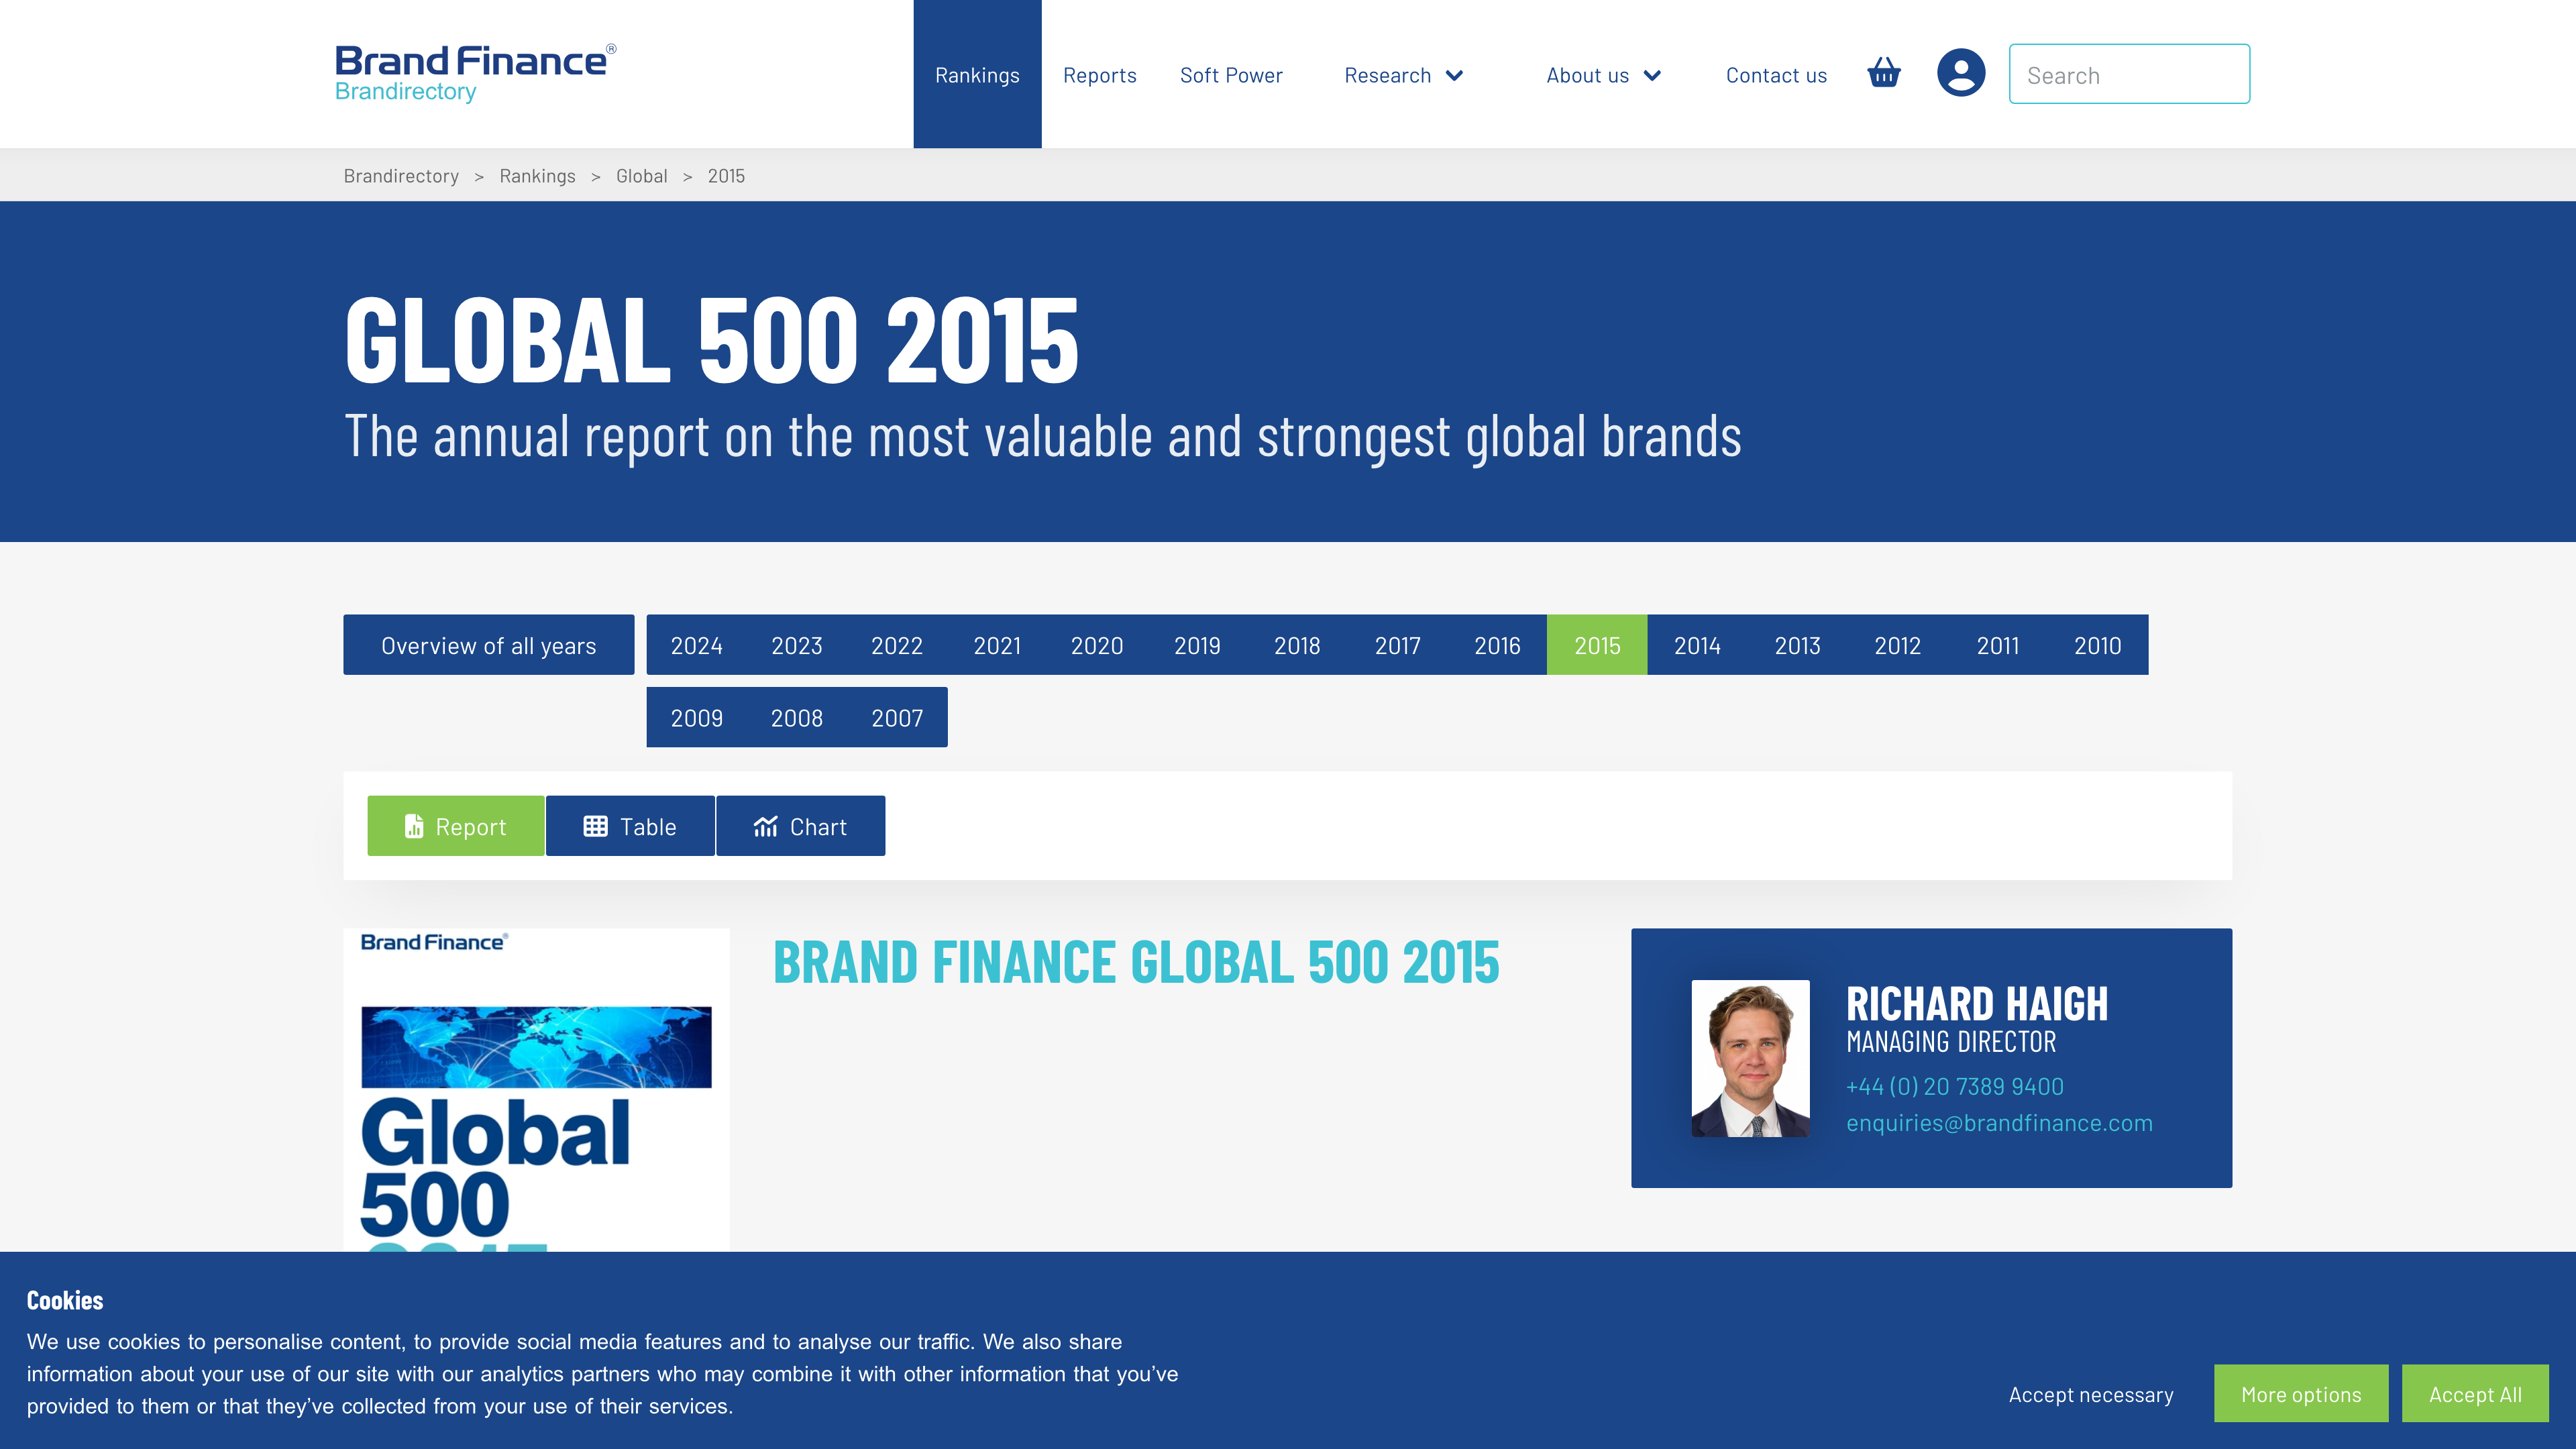 Brand Finance®
Brandirectory
Rankings
Reports
Soft Power
Research
About us
Contact us
Search
Brandirectory > Rankings > Global > 2015
GLOBAL 500 2015
The annual report on the most valuable and strongest global brands
Overview of all years
2024 2023 2022 2021 2020 2019 2018 2017 2016 2015 2014 2013 2012 2011 2010
2009 2008 2007
Report
Table
Chart
Brand Finance®
Global
500
BRAND FINANCE GLOBAL 500 2015
RICHARD HAIGH
MANAGING DIRECTOR
+44 (0) 20 7389 9400
enquiries@brandfinance.com
Cookies
We use cookies to personalise content, to provide social media features and to analyse our traffic. We also share
information about your use of our site with our analytics partners who may combine it with other information that you’ve
provided to them or that they’ve collected from your use of their services.
Accept necessary
More options
Accept All